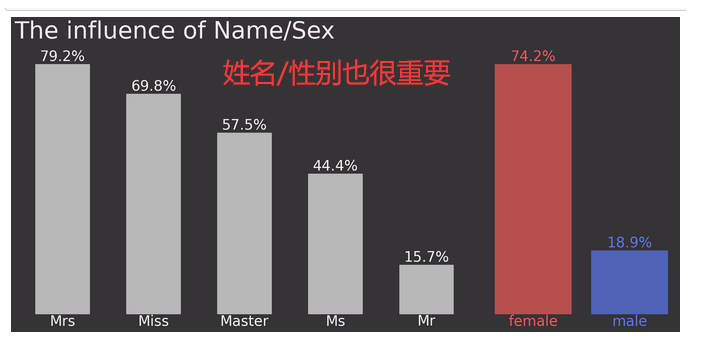 The influence of Name/Sex
姓名/性别也很重要
79.2%
69.8%
57.5%
44.4%
15.7%
74.2%
18.9%
Mrs
Miss
Master
Ms
Mr
female
male